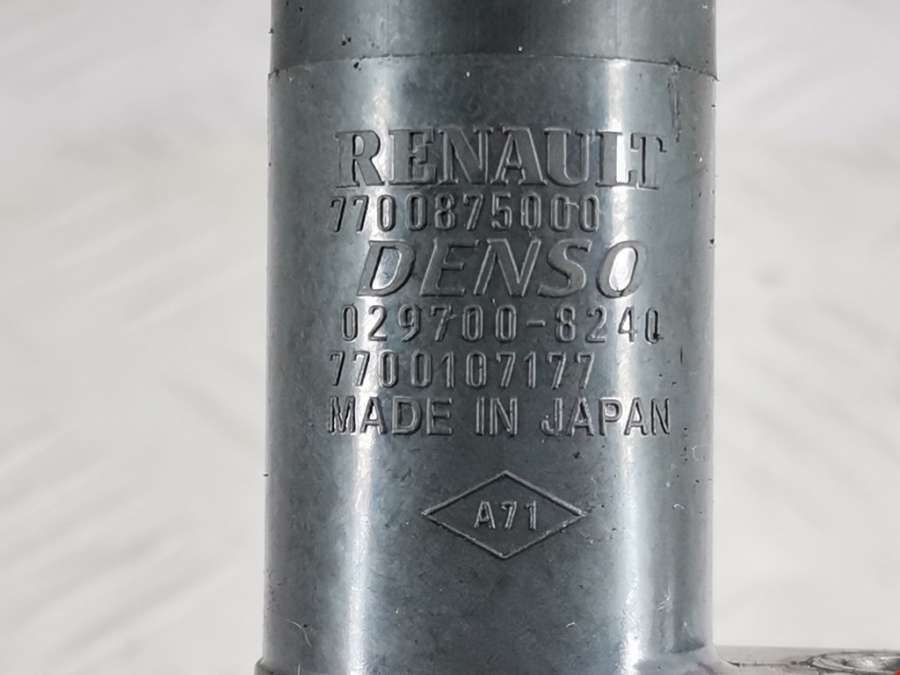 RENAULT
7700875000
DENSO
029700-8240
7700107177
MADE IN JAPAN
A71